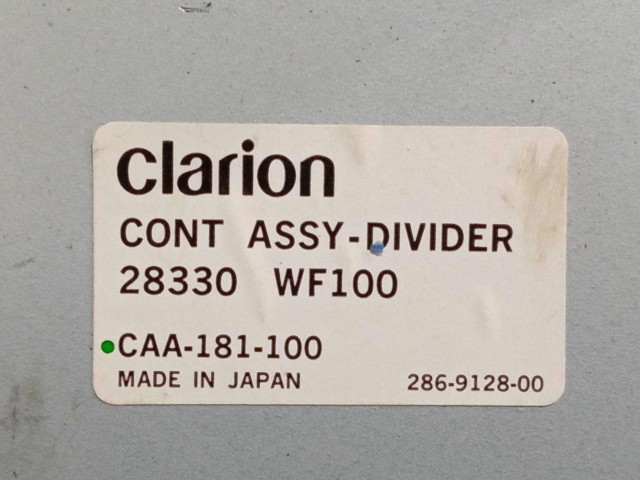 Clarion
CONT ASSY-DIVIDER
28330 WF100
CAA-181-100
MADE IN JAPAN 286-9128-00